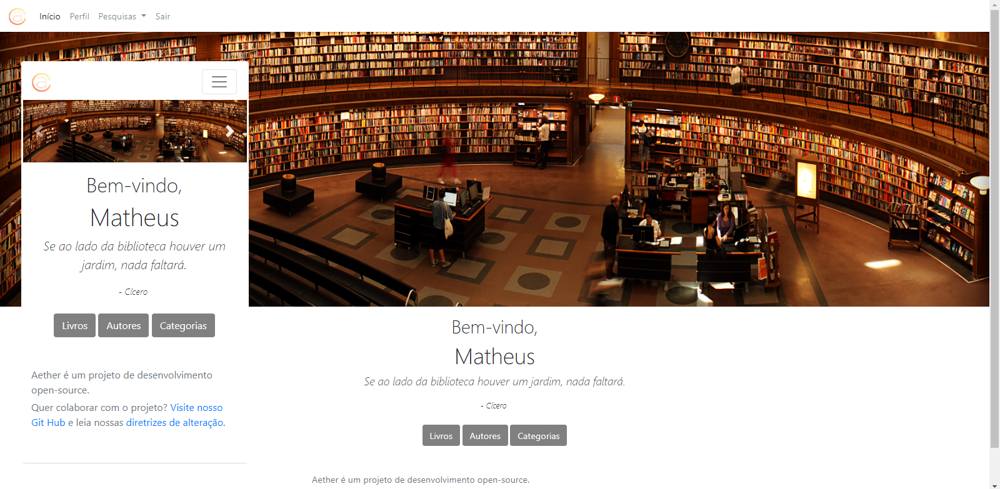 Início Perfil Pesquisas Sair
Bem-vindo,
Matheus
Se ao lado da biblioteca houver um
jardim, nada faltará.
- Cícero
Livros Autores Categorias
Aether é um projeto de desenvolvimento
open-source.
Quer colaborar com o projeto? Visite nosso
Git Hub e leia nossas diretrizes de alteração.
Bem-vindo,
Matheus
Se ao lado da biblioteca houver um jardim, nada faltará.
- Cícero
Livros Autores Categorias
Aether é um projeto de desenvolvimento open-source.